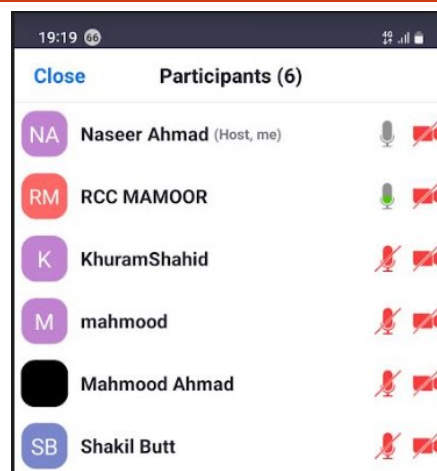 19:19 66 4G
Close Participants (6)
NA Naseer Ahmad (Host, me)
RM RCC MAMOOR
K KhuramShahid
M mahmood
Mahmood Ahmad
SB Shakil Butt